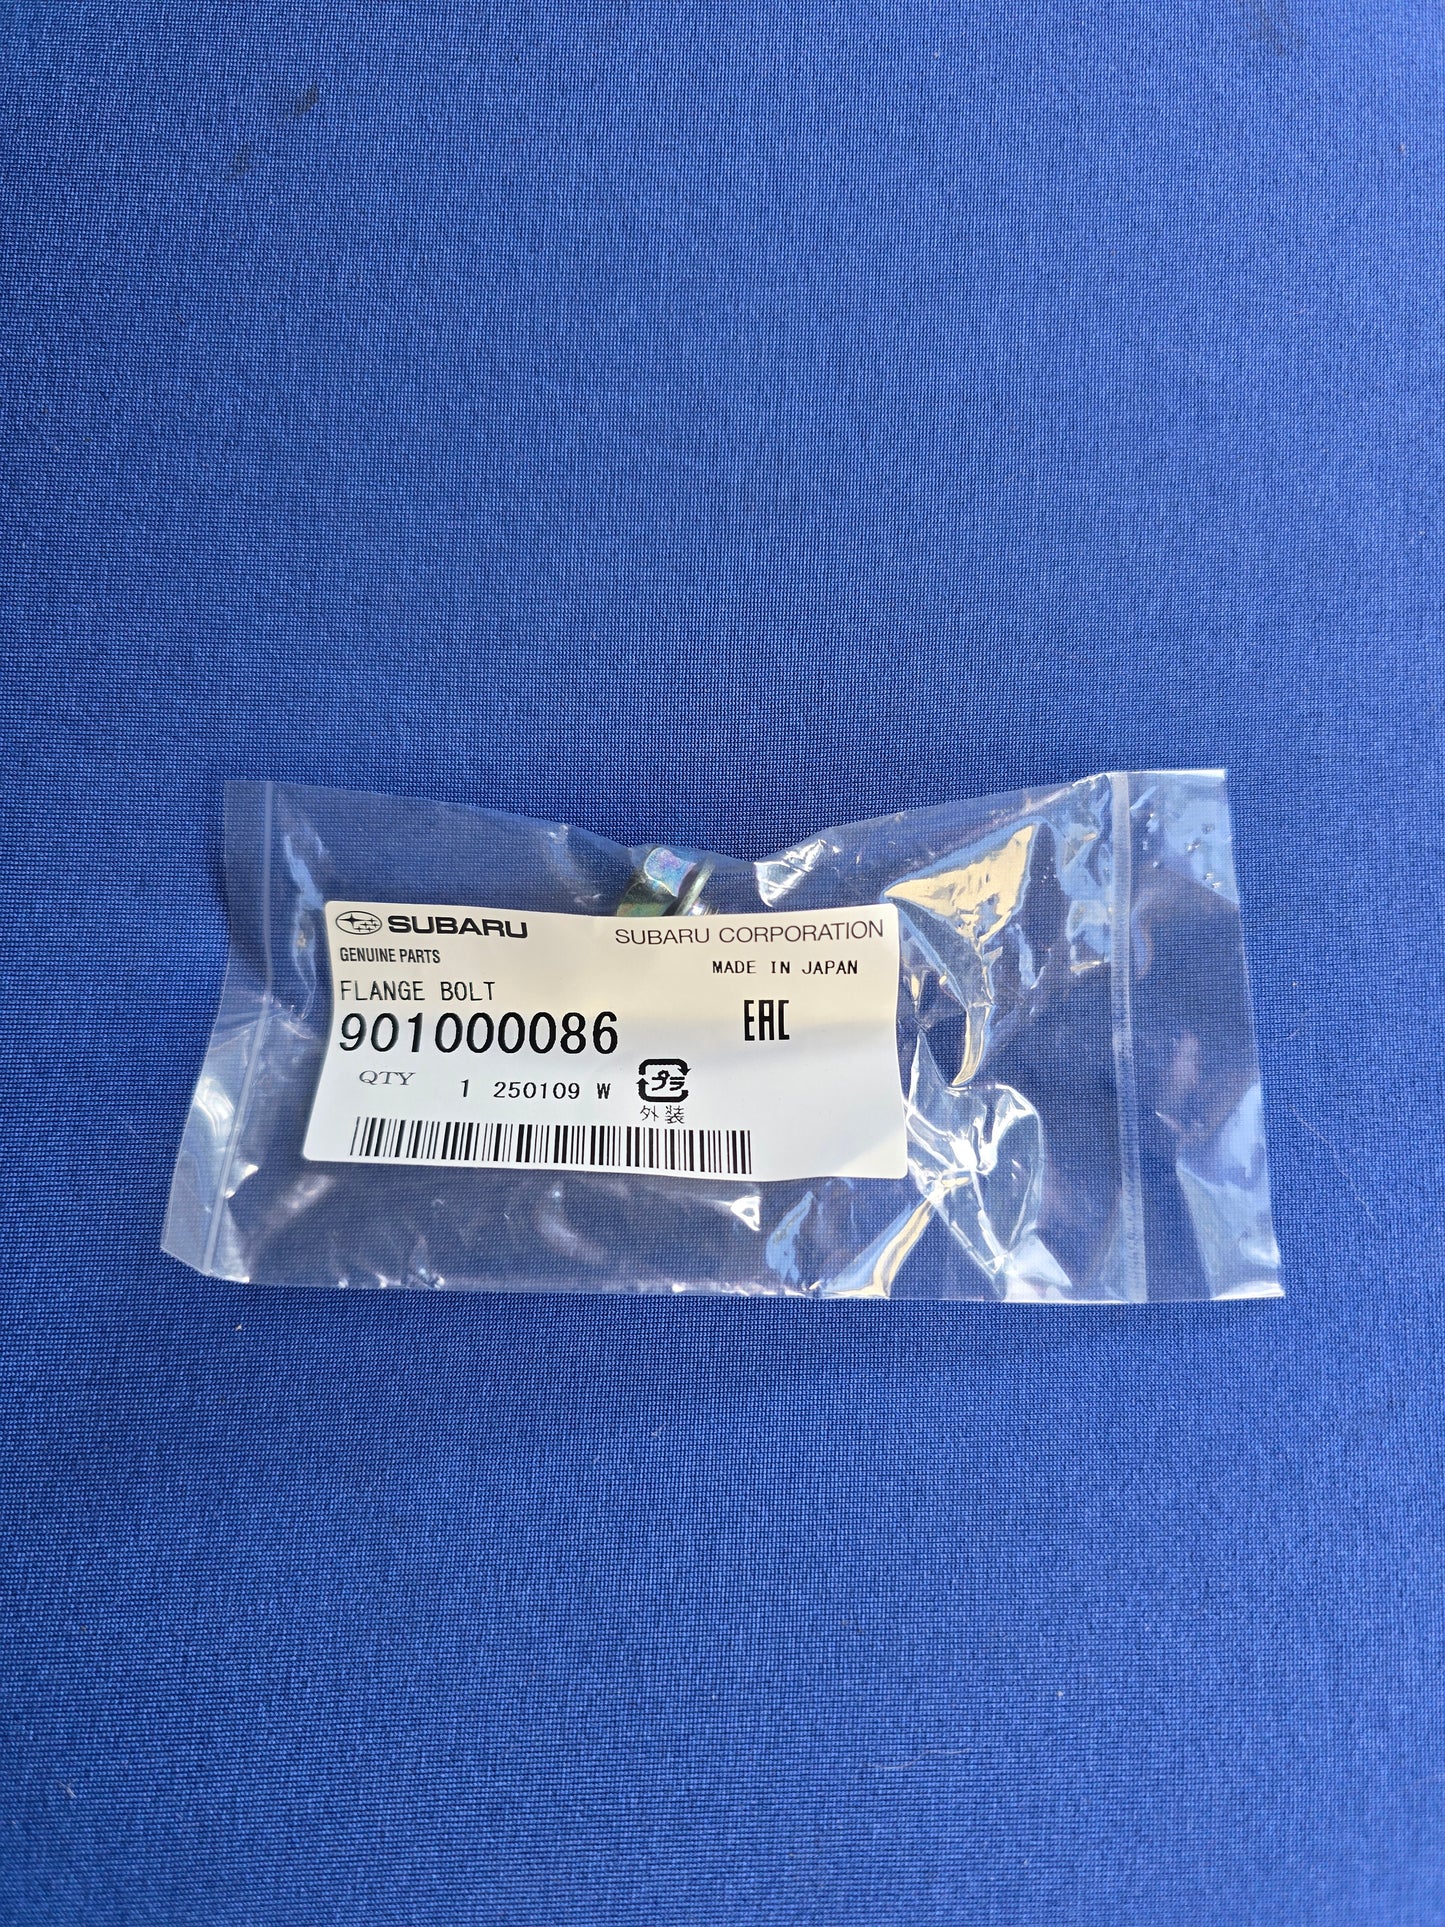 SUBARU SUBARU CORPORATION
GENUINE PARTS MADE IN JAPAN
FLANGE BOLT
901000086 EAC
QTY 1 250109 W プラ
外装